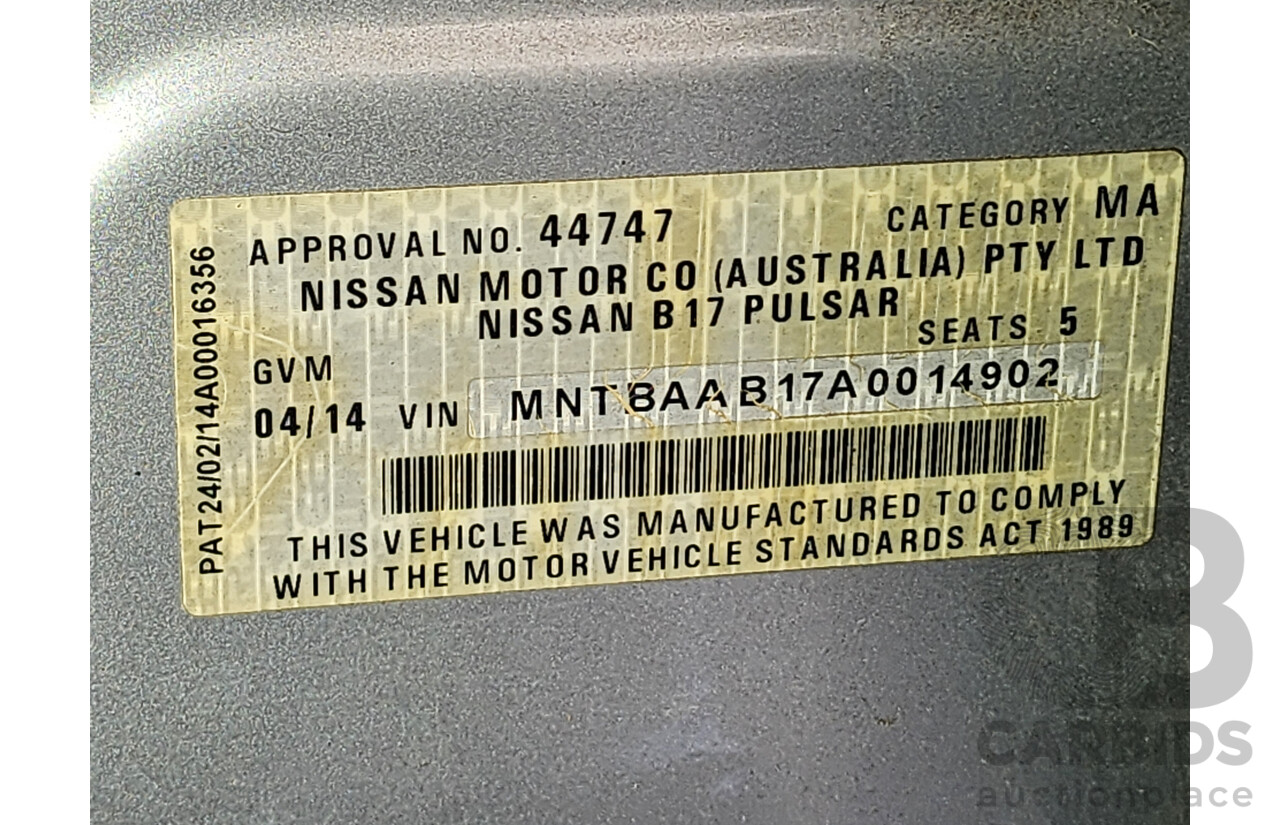 APPROVAL NO. 44747 CATEGORY MA
NISSAN MOTOR CO (AUSTRALIA) PTY LTD
NISSAN B17 PULSAR
SEATS 5
GVM
04/14 VIN MNTBAAB17A0014902
THIS VEHICLE WAS MANUFACTURED TO COMPLY
WITH THE MOTOR VEHICLE STANDARDS ACT 1989
PAT24/02/14A00016356
B
CARBIDS
auctionplace